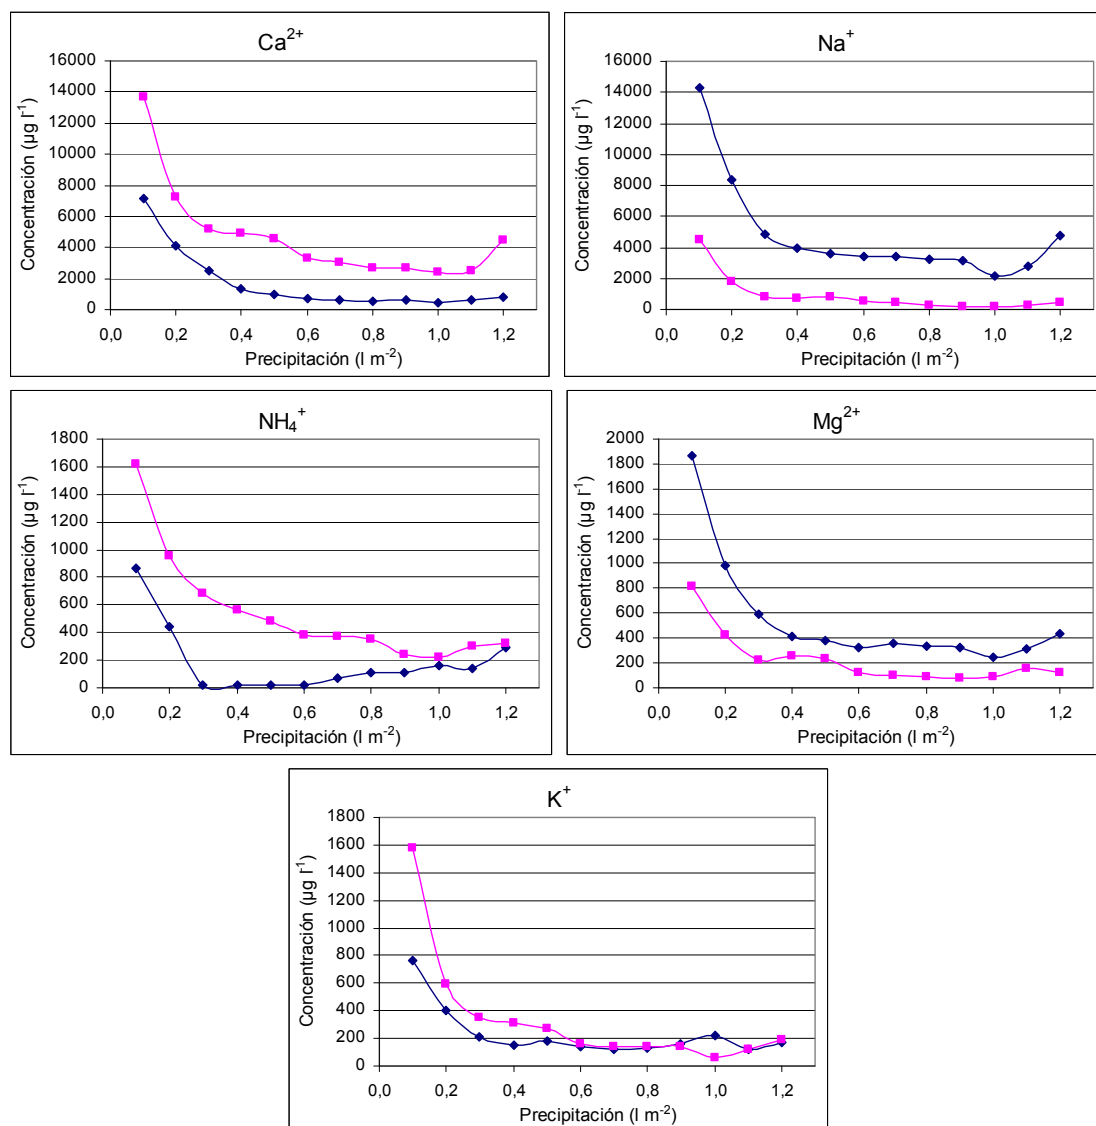 Ca²⁺
Concentración (µg l⁻¹)
16000
14000
12000
10000
8000
6000
4000
2000
0
0,0 0,2 0,4 0,6 0,8 1,0 1,2
Precipitación (l m⁻²)
Na⁺
Concentración (µg l⁻¹)
16000
14000
12000
10000
8000
6000
4000
2000
0
0,0 0,2 0,4 0,6 0,8 1,0 1,2
Precipitación (l m⁻²)
NH₄⁺
Concentración (µg l⁻¹)
1800
1600
1400
1200
1000
800
600
400
200
0
0,0 0,2 0,4 0,6 0,8 1,0 1,2
Precipitación (l m⁻²)
Mg²⁺
Concentración (µg l⁻¹)
2000
1800
1600
1400
1200
1000
800
600
400
200
0
0,0 0,2 0,4 0,6 0,8 1,0 1,2
Precipitación (l m⁻²)
K⁺
Concentración (µg l⁻¹)
1800
1600
1400
1200
1000
800
600
400
200
0
0,0 0,2 0,4 0,6 0,8 1,0 1,2
Precipitación (l m⁻²)